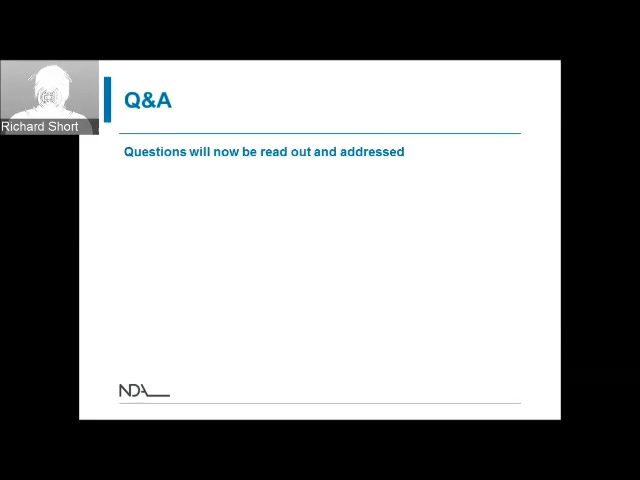 Richard Short
Q&A
Questions will now be read out and addressed
NDA